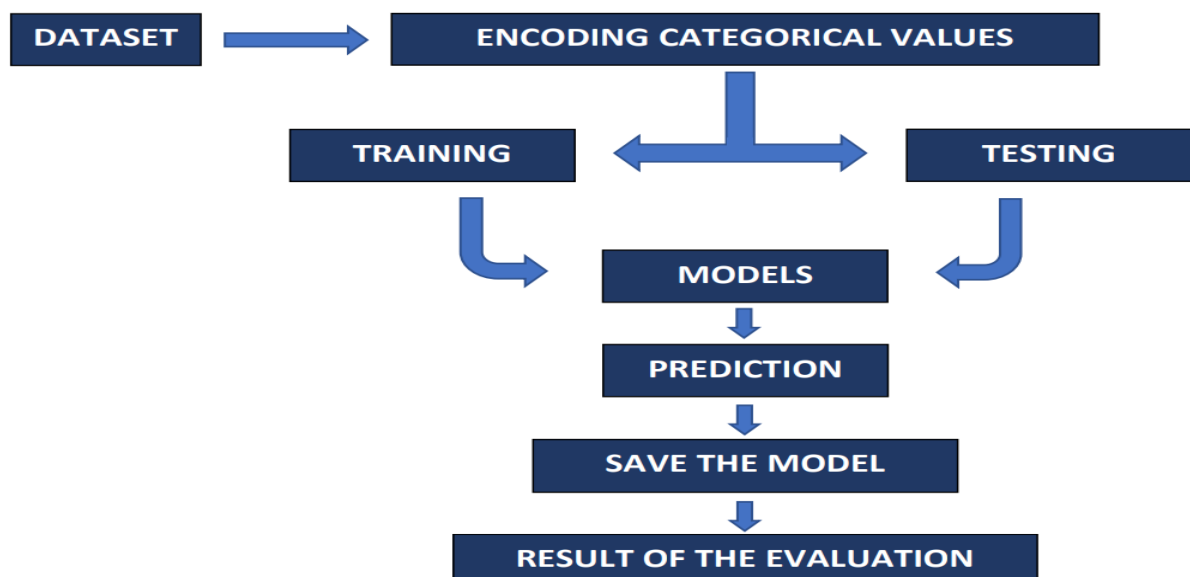 DATASET
ENCODING CATEGORICAL VALUES
TRAINING
TESTING
MODELS
PREDICTION
SAVE THE MODEL
RESULT OF THE EVALUATION